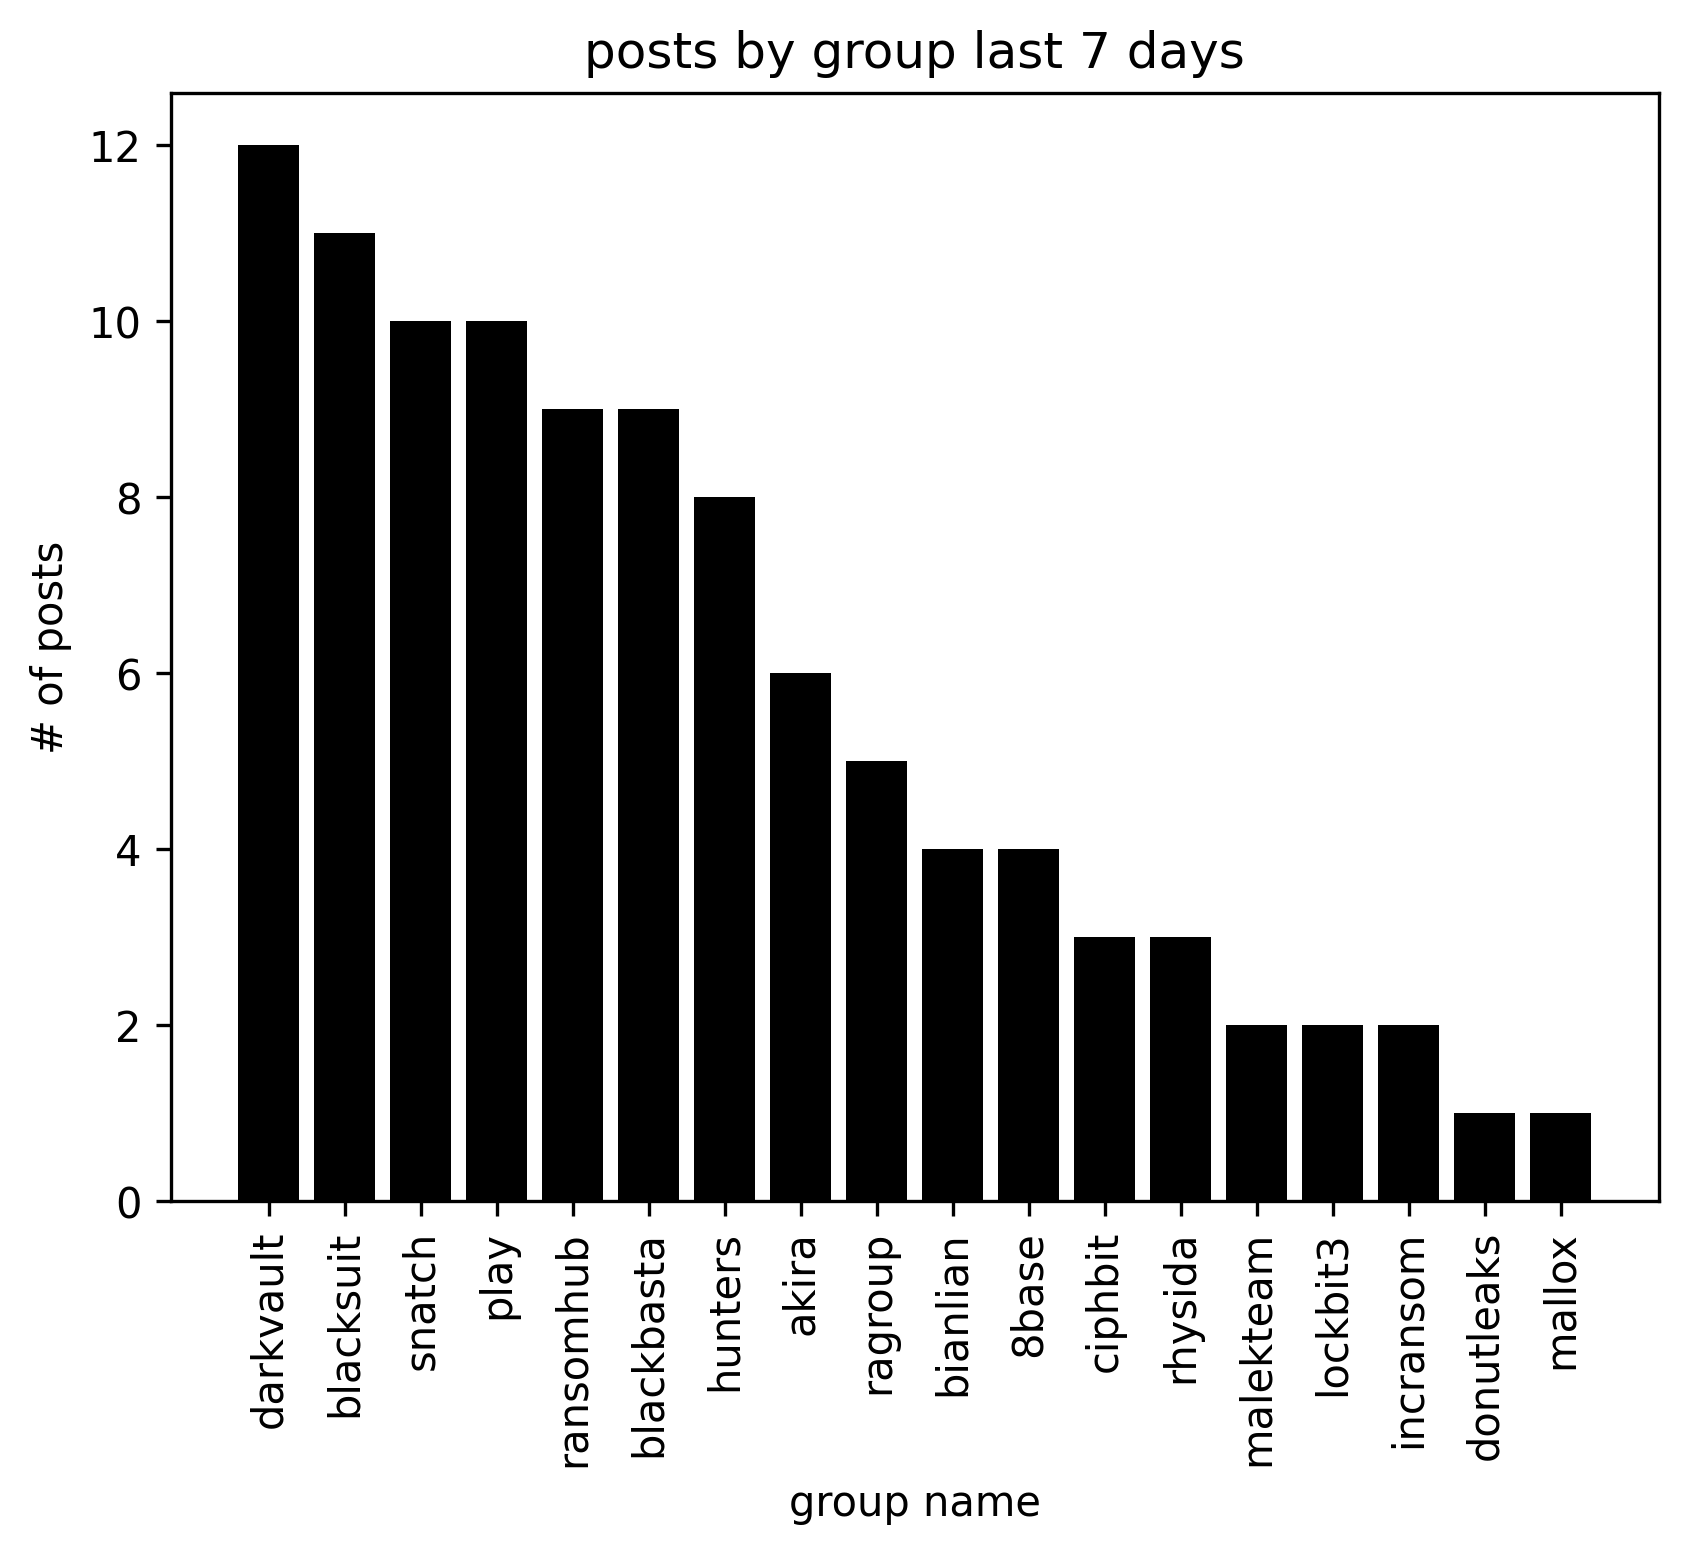 posts by group last 7 days
12
10
8
6
4
2
0
# of posts
darkvault
blacksuit
snatch
play
ransomhub
blackbasta
hunters
akira
ragroup
bianlian
8base
ciphbit
rhysida
malekteam
lockbit3
incransom
donutleaks
mallox
group name